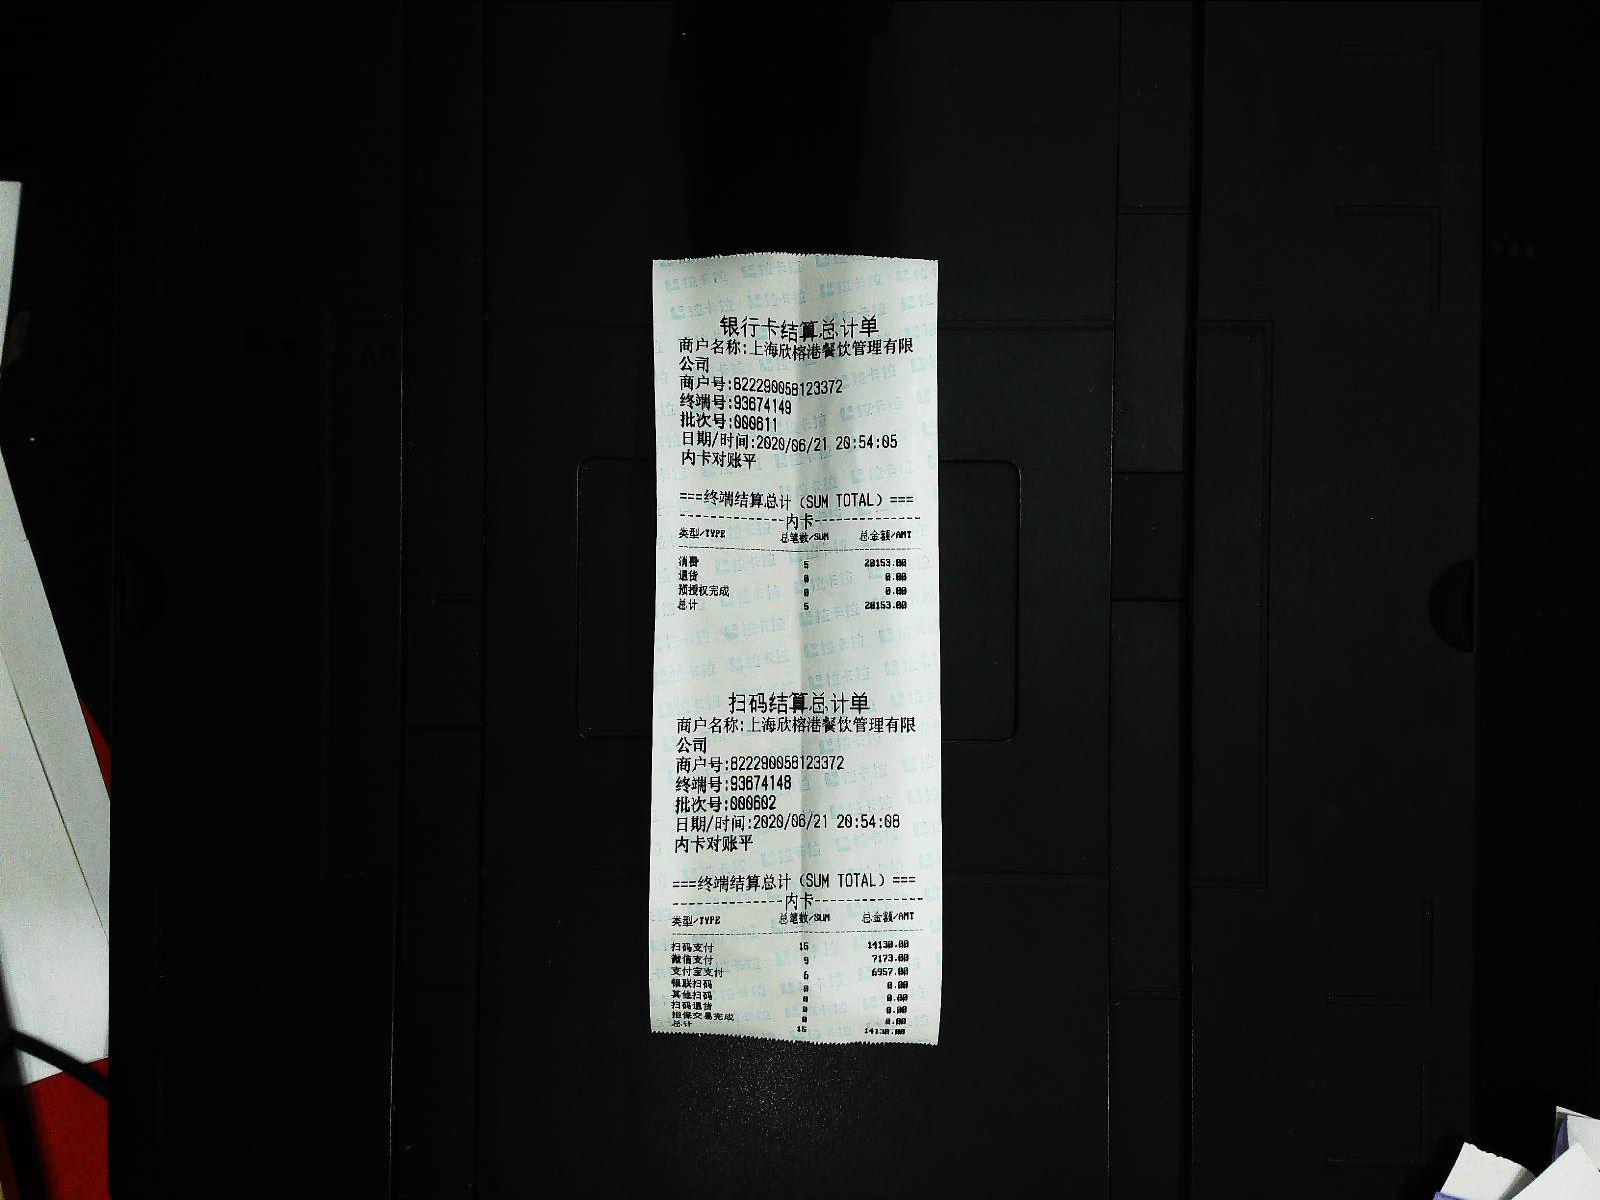 银行卡结算总计单
商户名称:上海欣榕港餐饮管理有限
公司
商户号:822290058123372
终端号:93674149
批次号:000611
日期/时间:2020/06/21 20:54:05
内卡对账平
===终端结算总计(SUM TOTAL)===
----------------内卡----------------
类型/TYPE 总笔数/SUM 总金额/AMT
消费 5 20153.00
退货 0 0.00
预授权完成 0 0.00
总计 5 20153.00
扫码结算总计单
商户名称:上海欣榕港餐饮管理有限
公司
商户号:822290058123372
终端号:93674148
批次号:000602
日期/时间:2020/06/21 20:54:08
内卡对账平
===终端结算总计(SUM TOTAL)===
----------------内卡----------------
类型/TYPE 总笔数/SUM 总金额/AMT
扫码支付 15 14130.00
微信支付 9 7173.00
支付宝支付 6 6957.00
银联扫码 0 0.00
其他扫码 0 0.00
扫码退货 0 0.00
担保交易完成 0 0.00
总计 15 14130.00